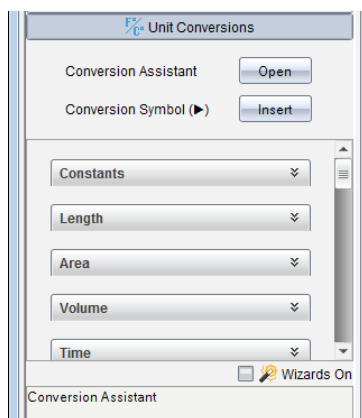 F°/C° Unit Conversions
Conversion Assistant Open
Conversion Symbol (▶) Insert
Constants
Length
Area
Volume
Time
Wizards On
Conversion Assistant